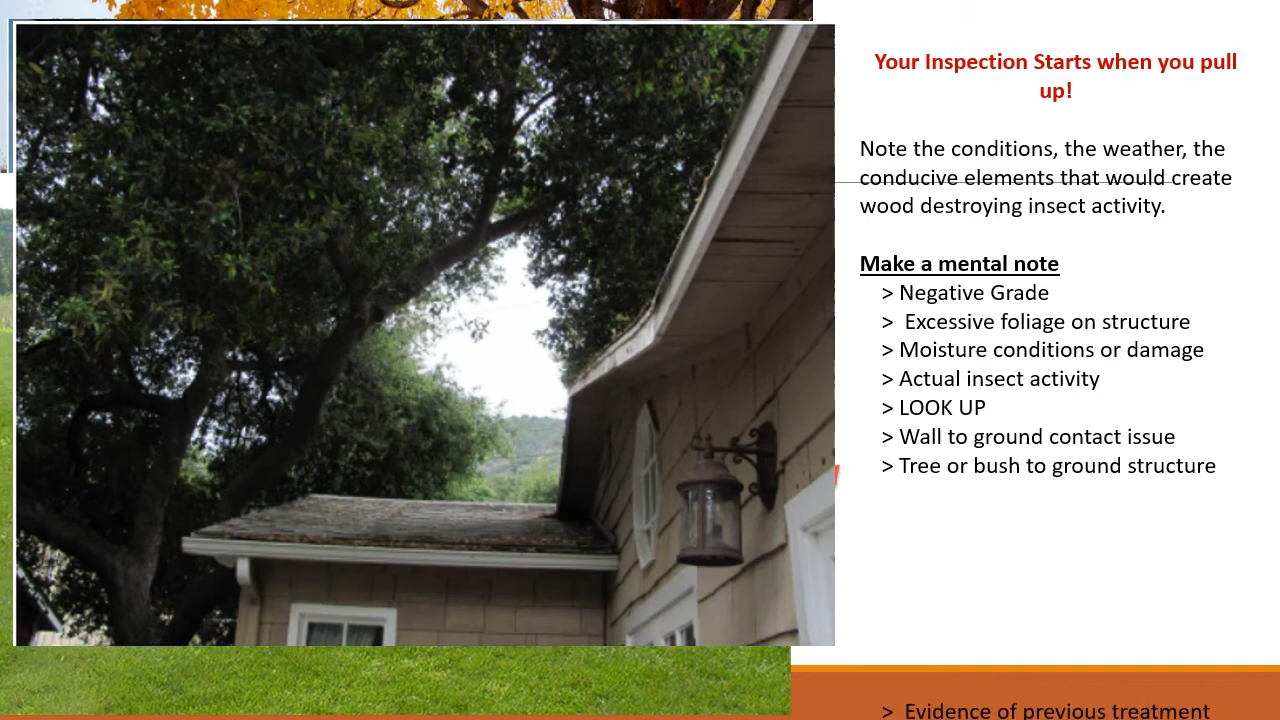 Your Inspection Starts when you pull
up!
Note the conditions, the weather, the
conducive elements that would create
wood destroying insect activity.
Make a mental note
> Negative Grade
>  Excessive foliage on structure
> Moisture conditions or damage
> Actual insect activity
> LOOK UP
> Wall to ground contact issue
> Tree or bush to ground structure
>  Evidence of previous treatment